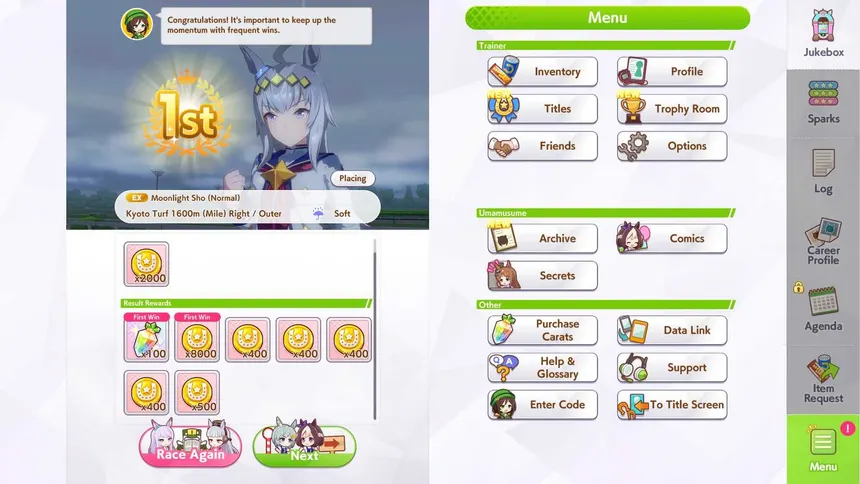 Congratulations! It's important to keep up the
momentum with frequent wins.
1st
Placing
EX Moonlight Sho (Normal)
Kyoto Turf 1600m (Mile) Right / Outer Soft
x2000
Result Rewards
First Win First Win
x100 x8000 x400 x400 x400
x400 x500
Race Again Next
Menu
Trainer
Inventory Profile
NEW Titles NEW Trophy Room
Friends Options
Umamusume
NEW Archive Comics
Secrets
Other
Purchase
Carats
Data Link
Q A ? Help &
Glossary
Support
Enter Code To Title Screen
Jukebox
Sparks
Log
Career
Profile
Agenda
Item
Request
1
Menu